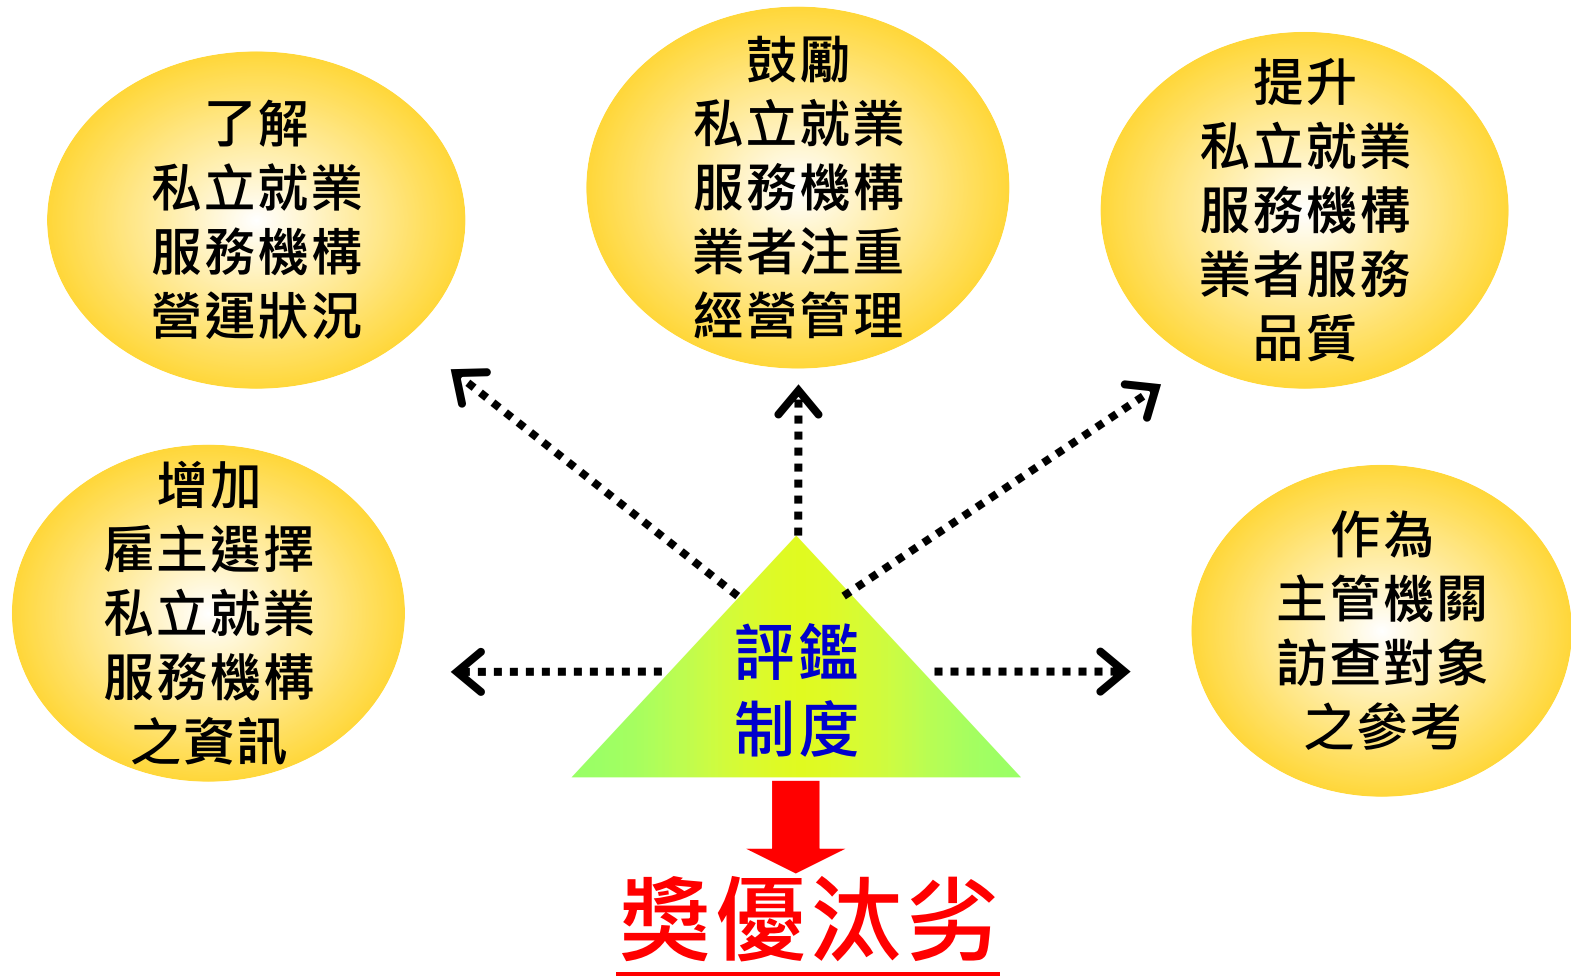 了解
私立就業
服務機構
營運狀況
鼓勵
私立就業
服務機構
業者注重
經營管理
提升
私立就業
服務機構
業者服務
品質
增加
雇主選擇
私立就業
服務機構
之資訊
作為
主管機關
訪查對象
之參考
評鑑
制度
獎優汰劣